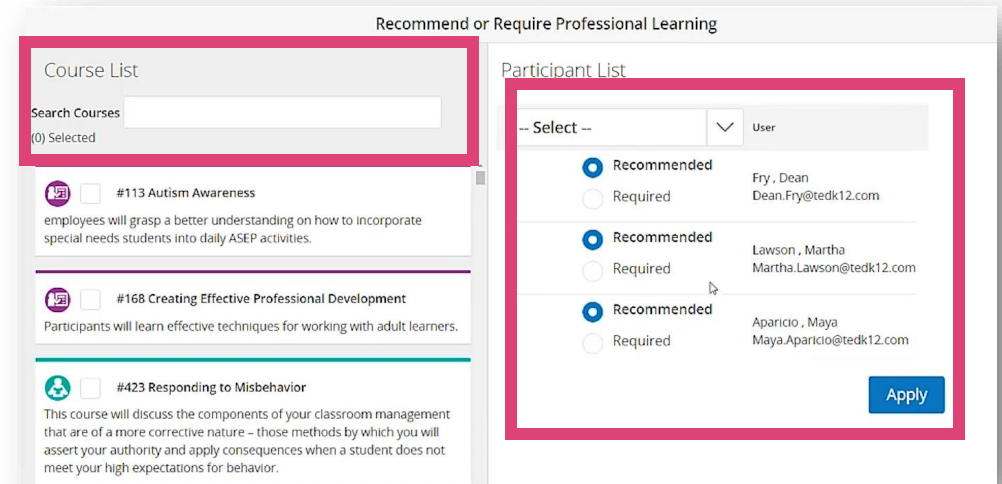 Recommend or Require Professional Learning
Course List
Search Courses
(0) Selected
#113 Autism Awareness
employees will grasp a better understanding on how to incorporate
special needs students into daily ASEP activities.
#168 Creating Effective Professional Development
Participants will learn effective techniques for working with adult learners.
#423 Responding to Misbehavior
This course will discuss the components of your classroom management
that are of a more corrective nature – those methods by which you will
assert your authority and apply consequences when a student does not
meet your high expectations for behavior.
Participant List
-- Select --
User
Recommended
Required
Fry , Dean
Dean.Fry@tedk12.com
Recommended
Required
Lawson , Martha
Martha.Lawson@tedk12.com
Recommended
Required
Aparicio , Maya
Maya.Aparicio@tedk12.com
Apply